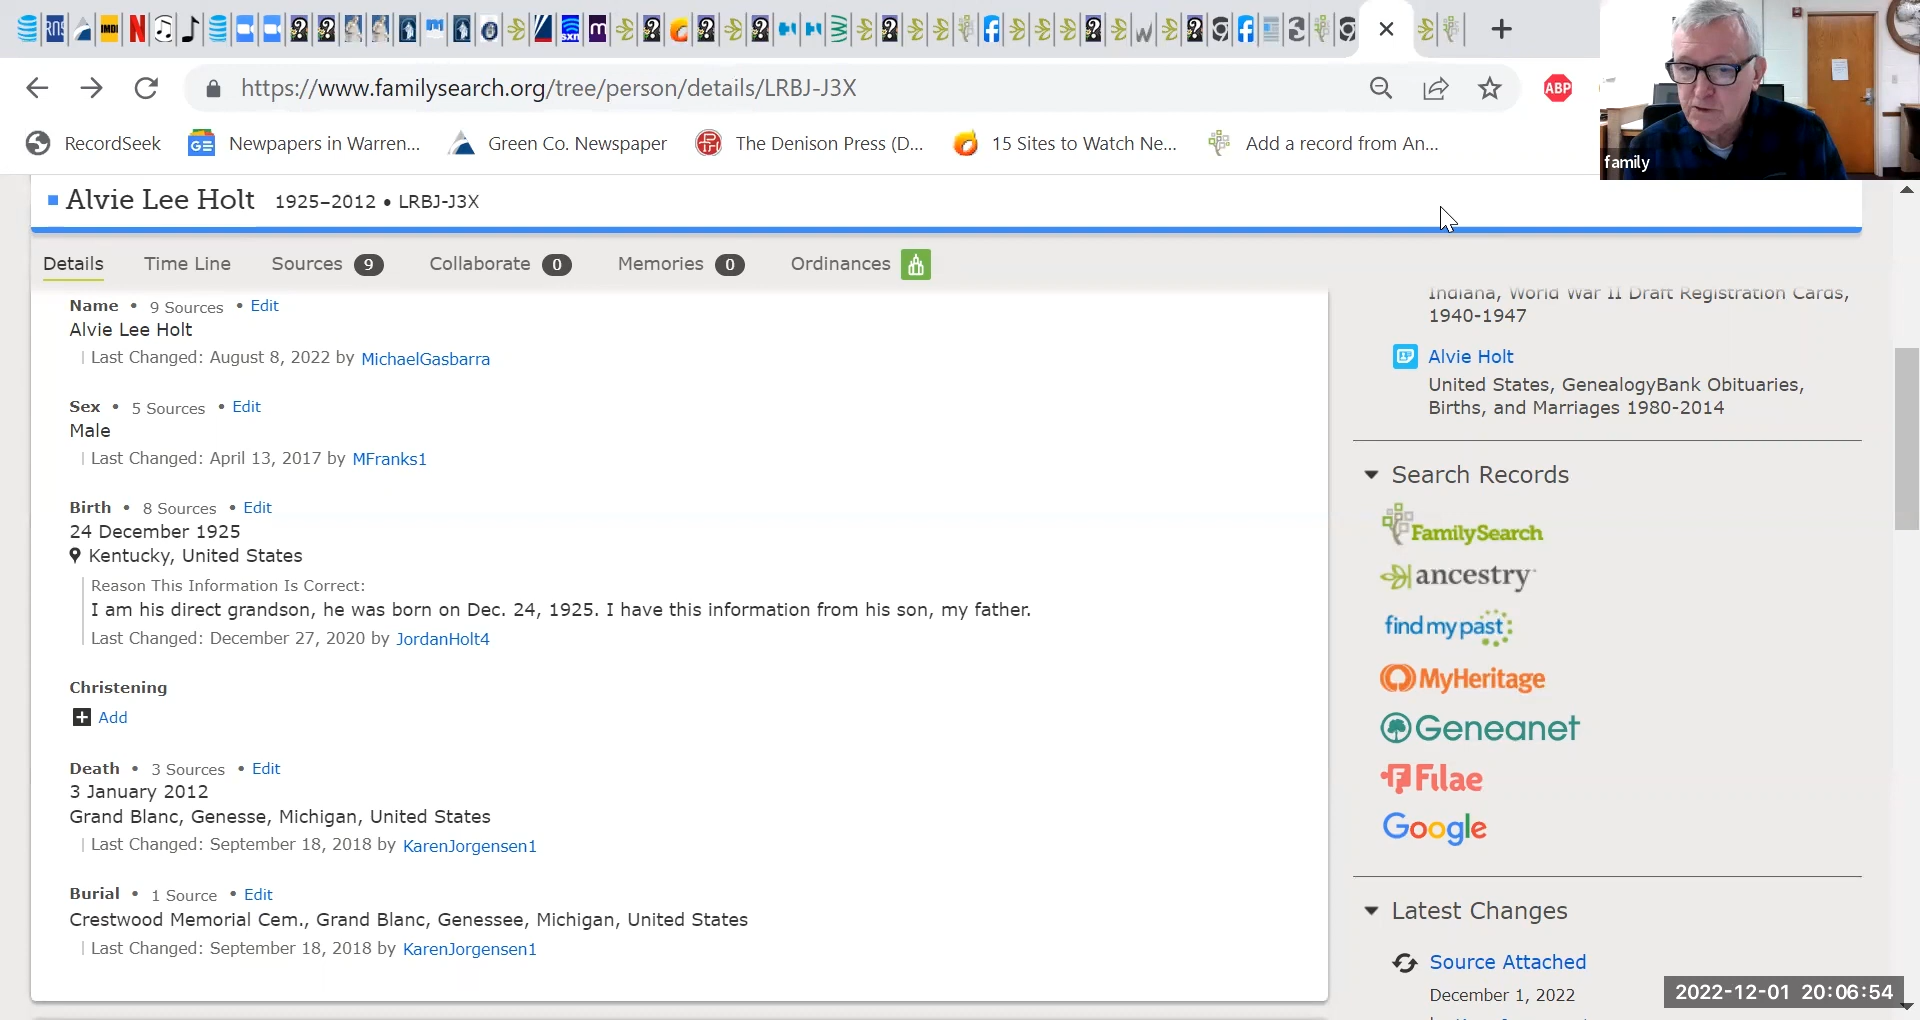 https://www.familysearch.org/tree/person/details/LRBJ-J3X
ABP
RecordSeek
Newpapers in Warren...
Green Co. Newspaper
The Denison Press (D...
15 Sites to Watch Ne...
Add a record from An...
family
Alvie Lee Holt 1925–2012 • LRBJ-J3X
Details Time Line Sources 9 Collaborate 0 Memories 0 Ordinances
Name • 9 Sources • Edit
Alvie Lee Holt
Last Changed: August 8, 2022 by MichaelGasbarra
Sex • 5 Sources • Edit
Male
Last Changed: April 13, 2017 by MFranks1
Birth • 8 Sources • Edit
24 December 1925
Kentucky, United States
Reason This Information Is Correct:
I am his direct grandson, he was born on Dec. 24, 1925. I have this information from his son, my father.
Last Changed: December 27, 2020 by JordanHolt4
Christening
Add
Death • 3 Sources • Edit
3 January 2012
Grand Blanc, Genesse, Michigan, United States
Last Changed: September 18, 2018 by KarenJorgensen1
Burial • 1 Source • Edit
Crestwood Memorial Cem., Grand Blanc, Genessee, Michigan, United States
Last Changed: September 18, 2018 by KarenJorgensen1
Indiana, World War II Draft Registration Cards,
1940-1947
Alvie Holt
United States, GenealogyBank Obituaries,
Births, and Marriages 1980-2014
Search Records
FamilySearch
ancestry
findmypast
MyHeritage
Geneanet
Filae
Google
Latest Changes
Source Attached
December 1, 2022
2022-12-01 20:06:54